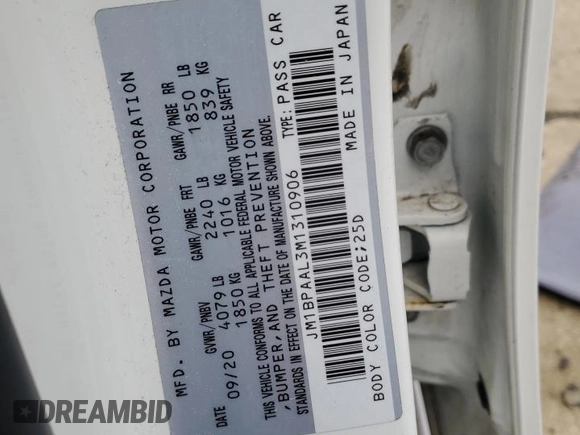 MFD. BY MAZDA MOTOR CORPORATION
GVWR/PNBV GAWR/PNBE FRT GAWR/PNBE RR
DATE 4079 LB 2240 LB 1850 LB
09/20 1850 KG 1016 KG 839 KG
THIS VEHICLE CONFORMS TO ALL APPLICABLE FEDERAL MOTOR VEHICLE SAFETY
,BUMPER,AND THEFT PREVENTION
STANDARDS IN EFFECT ON THE DATE OF MANUFACTURE SHOWN ABOVE.
JM1BPAAL3M1310906 TYPE: PASS CAR
BODY COLOR CODE;25D MADE IN JAPAN
DREAMBID